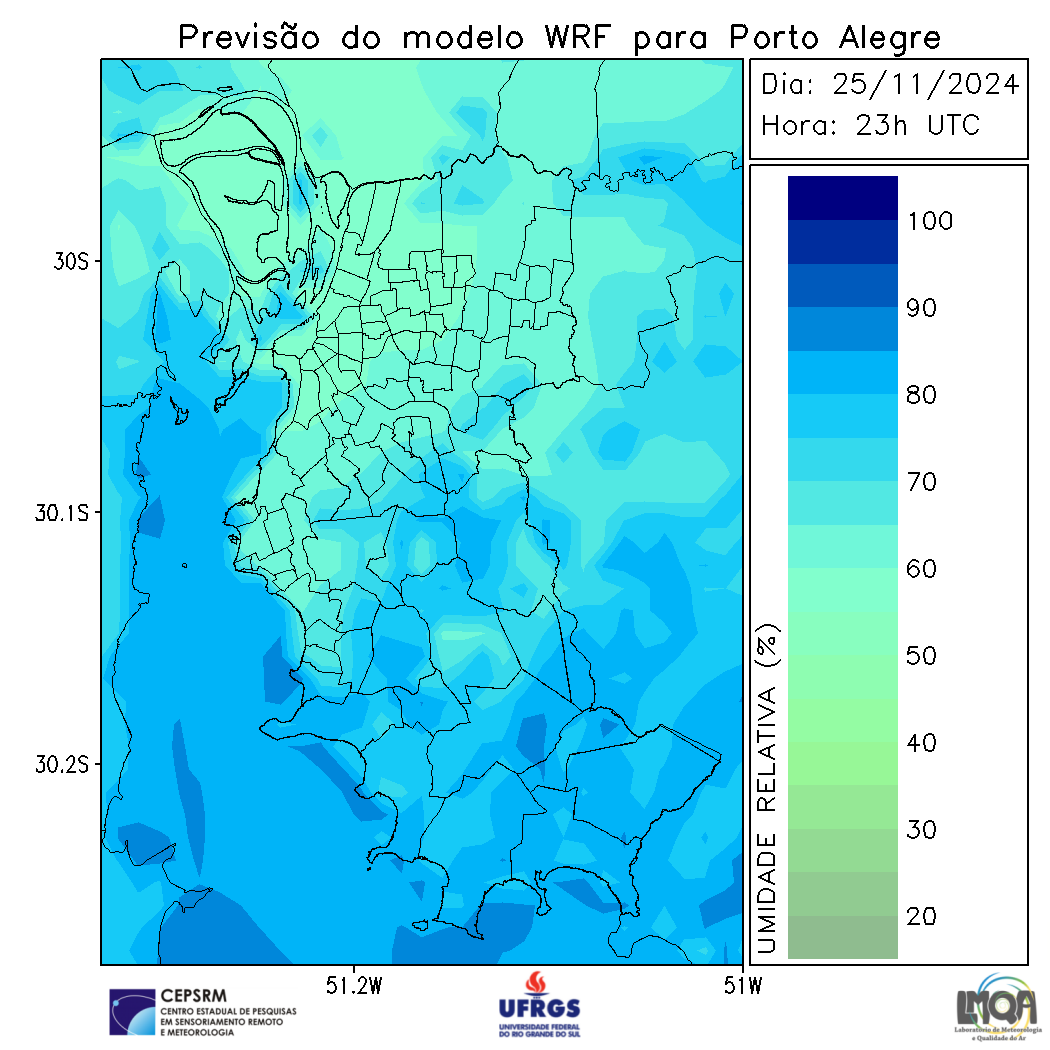 Previsão do modelo WRF para Porto Alegre
Dia: 25/11/2024
Hora: 23h UTC
30S
30.1S
30.2S
51.2W
51W
UMIDADE RELATIVA (%)
100
90
80
70
60
50
40
30
20
CEPSRM
CENTRO ESTADUAL DE PESQUISAS
EM SENSORIAMENTO REMOTO
E METEOROLOGIA
UFRGS
UNIVERSIDADE FEDERAL
DO RIO GRANDE DO SUL
LMQA
Laboratório de Meteorologia
e Qualidade do Ar